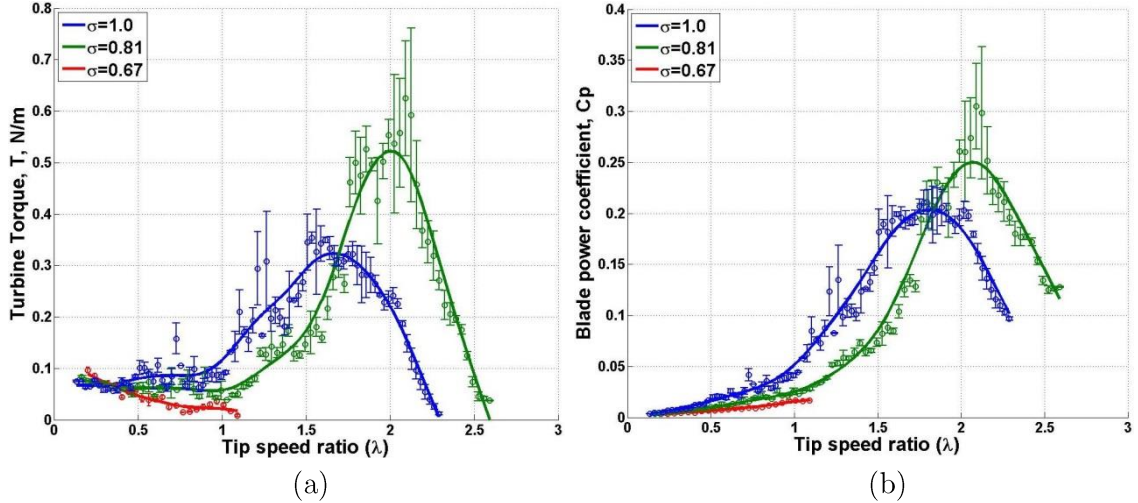 σ=1.0
σ=0.81
σ=0.67
Turbine Torque, T, N/m
0.8
0.7
0.6
0.5
0.4
0.3
0.2
0.1
0
0 0.5 1 1.5 2 2.5 3
Tip speed ratio (λ)
(a)
σ=1.0
σ=0.81
σ=0.67
Blade power coefficient, Cp
0.4
0.35
0.3
0.25
0.2
0.15
0.1
0.05
0
0 0.5 1 1.5 2 2.5 3
Tip speed ratio (λ)
(b)